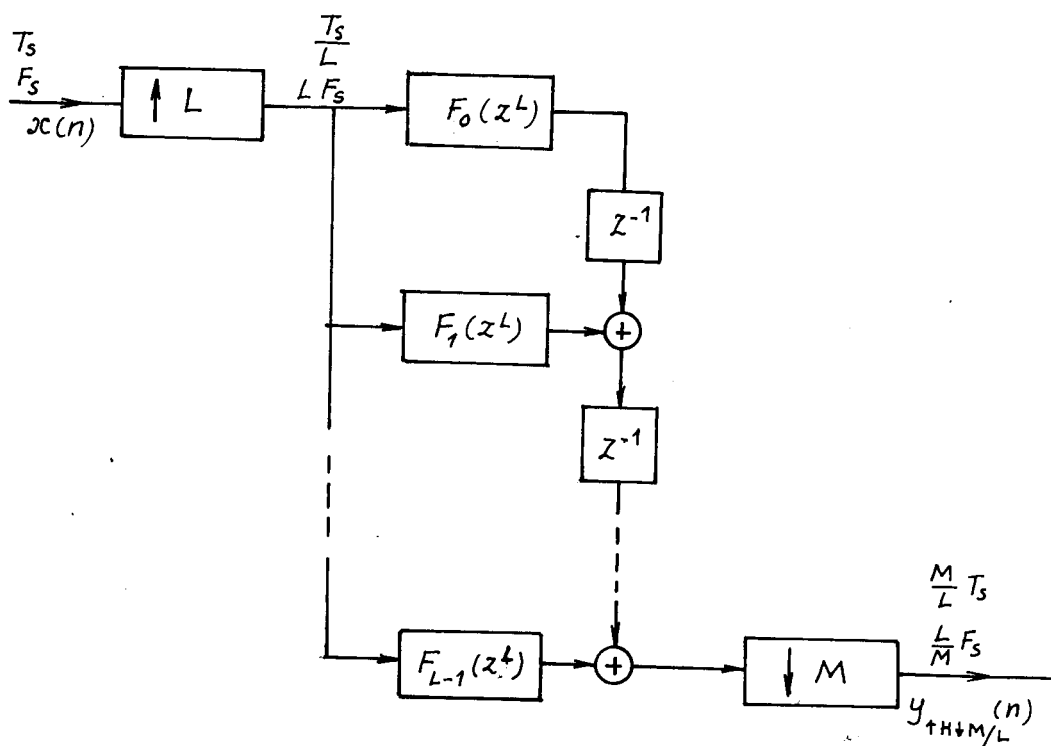 T_s
F_s
x(n)
↑ L
T_s/L
L F_s
F_0(z^L)
z^-1
F_1(z^L)
+
z^-1
F_{L-1}(z^L)
+
↓ M
M/L T_s
L/M F_s
y_{↑H↓M/L}(n)